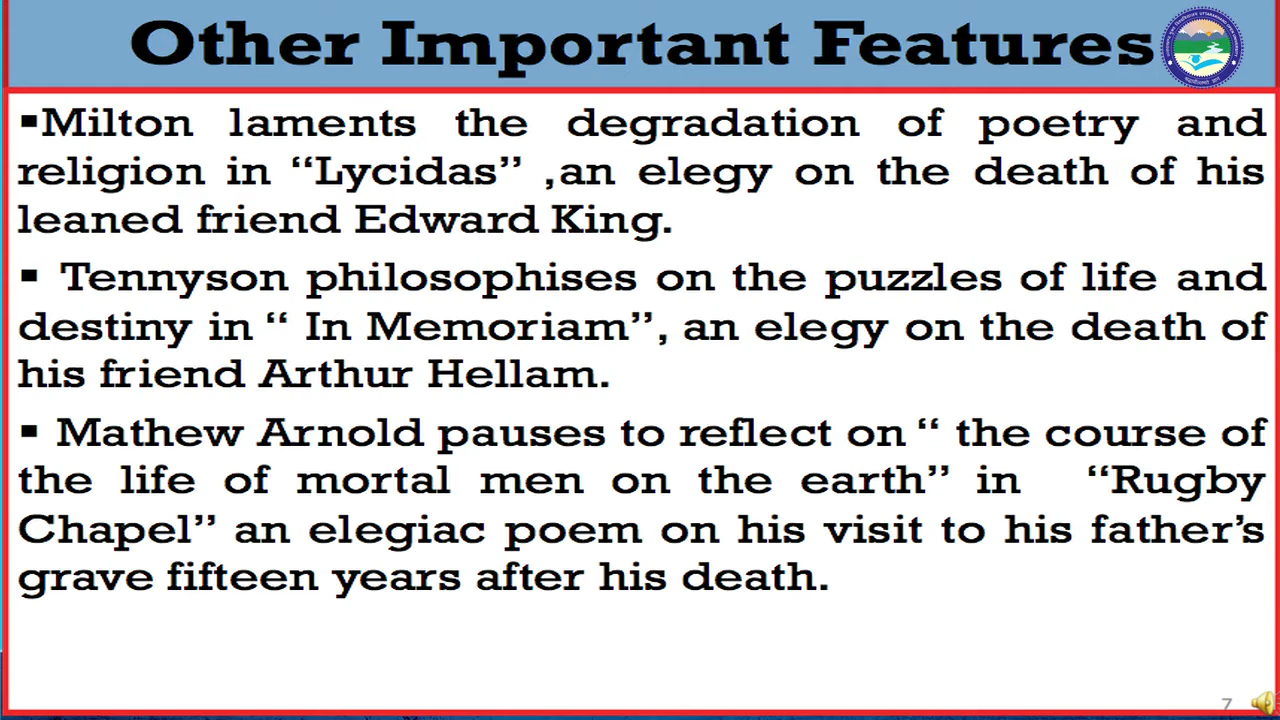 Other Important Features
▪Milton laments the degradation of poetry and
religion in “Lycidas” ,an elegy on the death of his
leaned friend Edward King.
▪ Tennyson philosophises on the puzzles of life and
destiny in “ In Memoriam”, an elegy on the death of
his friend Arthur Hellam.
▪ Mathew Arnold pauses to reflect on “ the course of
the life of mortal men on the earth” in “Rugby
Chapel” an elegiac poem on his visit to his father’s
grave fifteen years after his death.
7